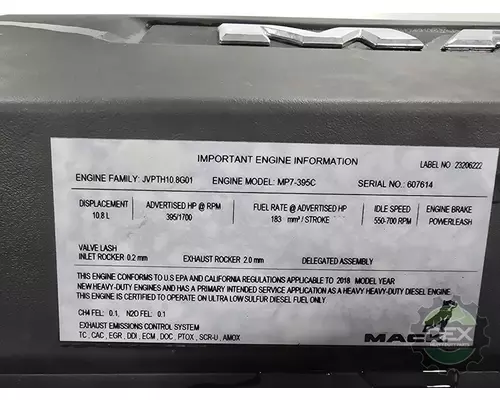 IMPORTANT ENGINE INFORMATION
LABEL NO 23206222
ENGINE FAMILY: JVPTH10.8G01 ENGINE MODEL: MP7-395C SERIAL NO.: 607614
DISPLACEMENT ADVERTISED HP @ RPM FUEL RATE @ ADVERTISED HP IDLE SPEED ENGINE BRAKE
10.8 L 395/1700 183 mm³ / STROKE 550-700 RPM POWERLEASH
VALVE LASH
INLET ROCKER 0.2 mm EXHAUST ROCKER 2.0 mm DELEGATED ASSEMBLY
THIS ENGINE CONFORMS TO U.S EPA AND CALIFORNIA REGULATIONS APPLICABLE TO 2018 MODEL YEAR
NEW HEAVY-DUTY ENGINES AND HAS A PRIMARY INTENDED SERVICE APPLICATION AS A HEAVY HEAVY-DUTY DIESEL ENGINE.
THIS ENGINE IS CERTIFIED TO OPERATE ON ULTRA LOW SULFUR DIESEL FUEL ONLY
CH4 FEL: 0.1, N2O FEL: 0.1
EXHAUST EMISSIONS CONTROL SYSTEM
TC , CAC , EGR , DDI , ECM , DOC , PTOX , SCR-U , AMOX
MACK